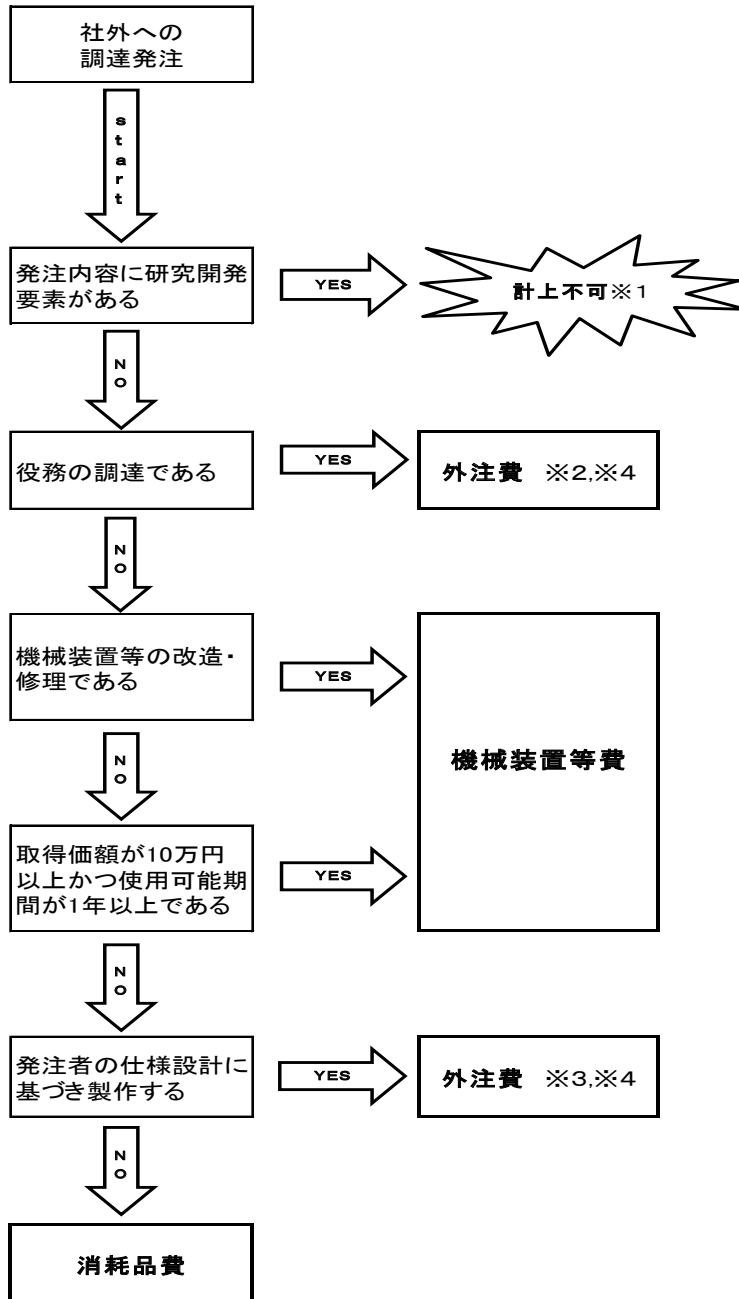 社外への
調達発注
start
発注内容に研究開発
要素がある
YES
計上不可※1
NO
役務の調達である
YES
外注費　※2,※4
NO
機械装置等の改造・
修理である
YES
機械装置等費
NO
取得価額が10万円
以上かつ使用可能期
間が1年以上である
YES
NO
発注者の仕様設計に
基づき製作する
YES
外注費　※3,※4
NO
消耗品費